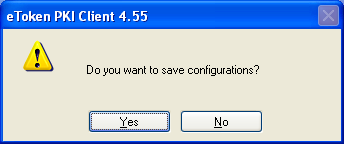 eToken PKI Client 4.55
Do you want to save configurations?
Yes
No